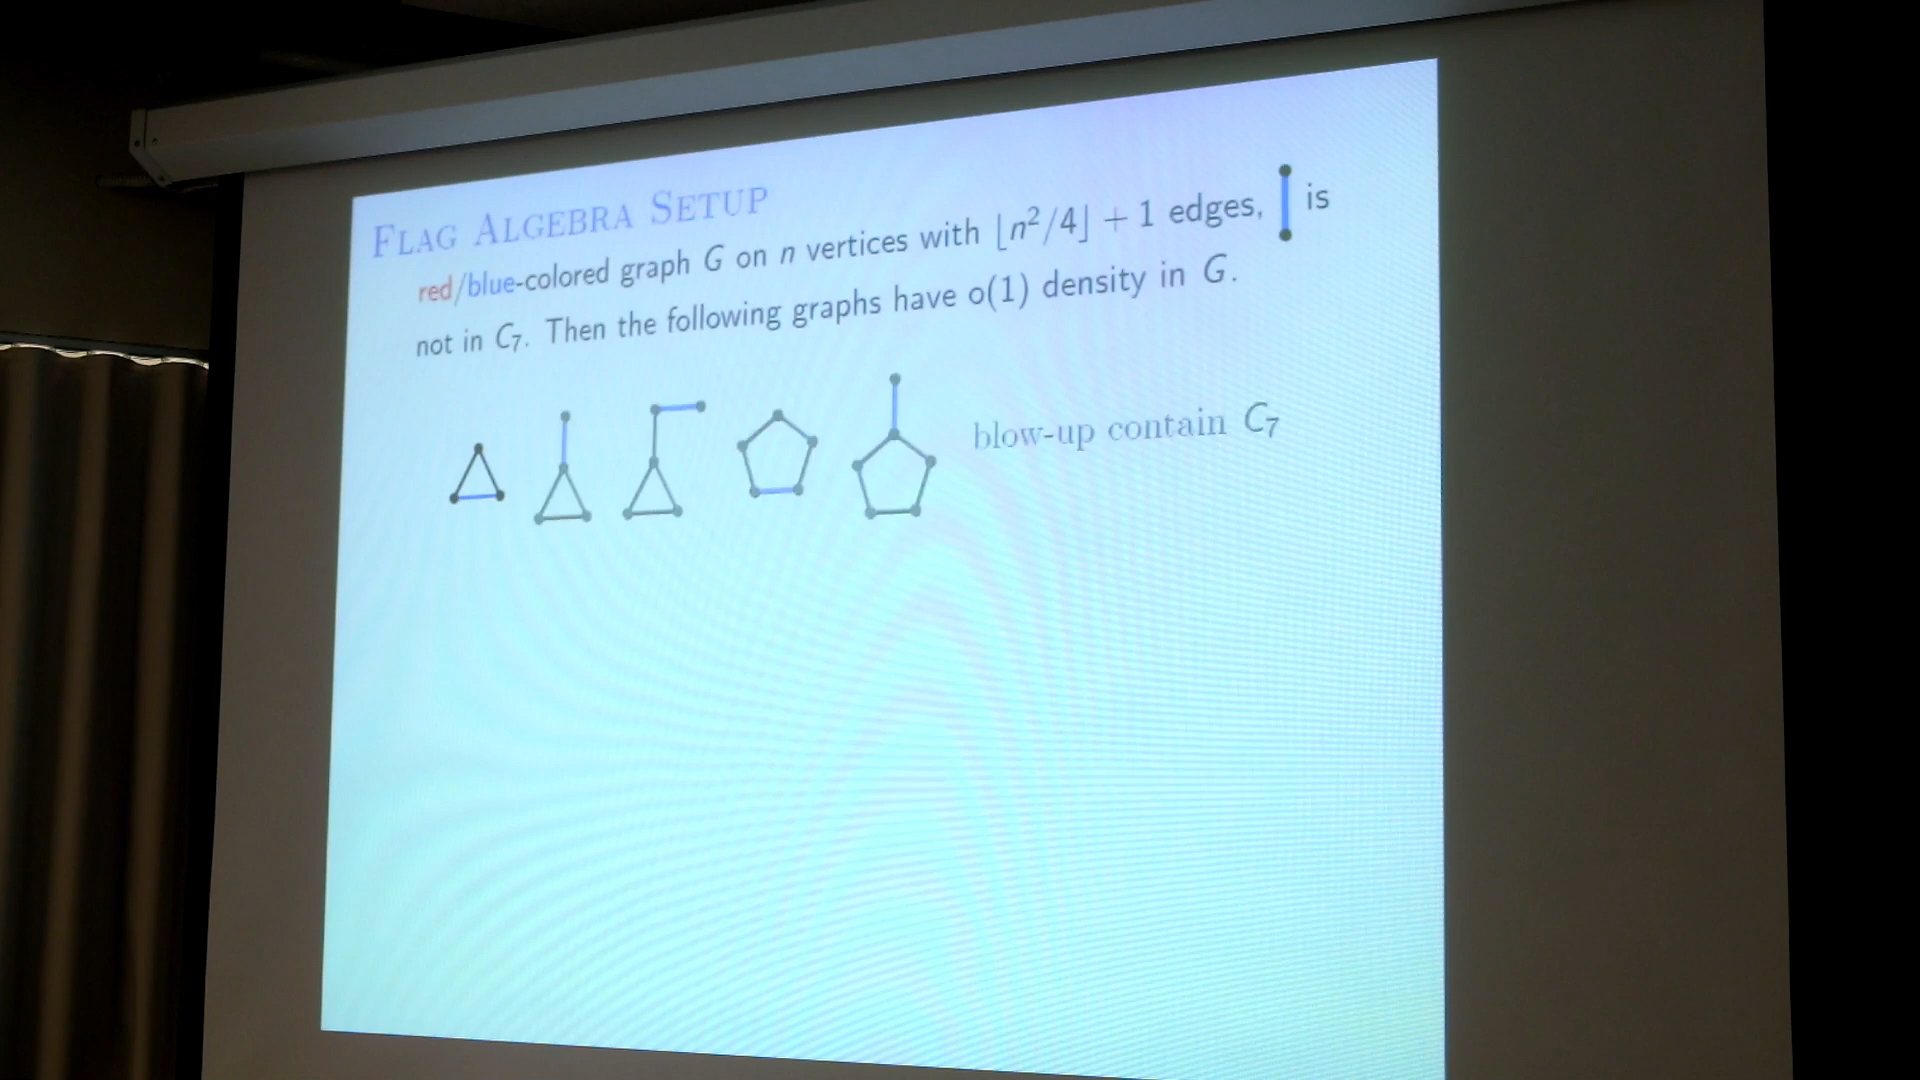 FLAG ALGEBRA SETUP
red/blue-colored graph G on n vertices with ⌊n²/4⌋ + 1 edges, is
not in C₇. Then the following graphs have o(1) density in G.
blow-up contain C₇